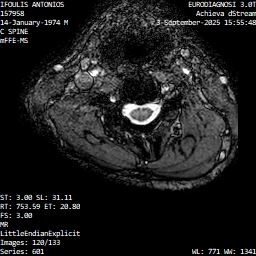 IFOULIS ANTONIOS
157958
14-January-1974 M
C SPINE
mFFE-MS
EURODIAGNOSI 3.0T
Achieva dStream
3-September-2025 15:55:48
ST: 3.00 SL: 31.11
RT: 753.59 ET: 20.80
FS: 3.00
MR
LittleEndianExplicit
Images: 120/133
Series: 601
WL: 771 WW: 1341